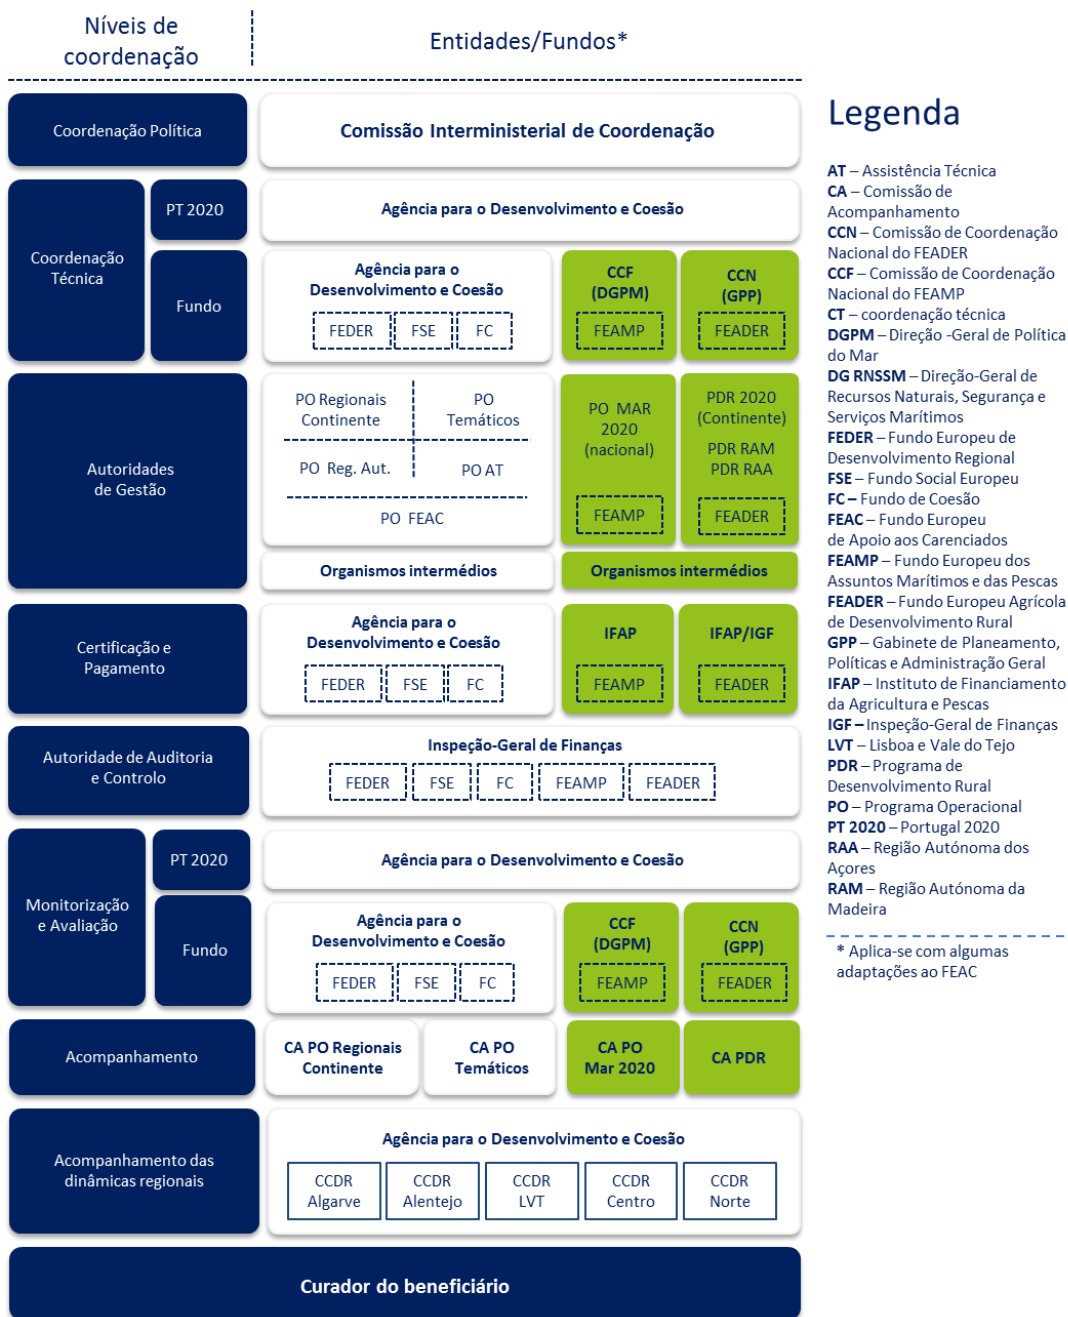 Níveis de
coordenação
Entidades/Fundos*
Coordenação Política
Comissão Interministerial de Coordenação
Coordenação
Técnica
PT 2020
Agência para o Desenvolvimento e Coesão
Fundo
Agência para o
Desenvolvimento e Coesão
FEDER
FSE
FC
CCF
(DGPM)
FEAMP
CCN
(GPP)
FEADER
Autoridades
de Gestão
PO Regionais
Continente
PO
Temáticos
PO Reg. Aut.
PO AT
PO FEAC
PO MAR
2020
(nacional)
FEAMP
PDR 2020
(Continente)
PDR RAM
PDR RAA
FEADER
Organismos intermédios
Organismos intermédios
Certificação e
Pagamento
Agência para o
Desenvolvimento e Coesão
FEDER
FSE
FC
IFAP
FEAMP
IFAP/IGF
FEADER
Autoridade de Auditoria
e Controlo
Inspeção-Geral de Finanças
FEDER
FSE
FC
FEAMP
FEADER
Monitorização
e Avaliação
PT 2020
Agência para o Desenvolvimento e Coesão
Fundo
Agência para o
Desenvolvimento e Coesão
FEDER
FSE
FC
CCF
(DGPM)
FEAMP
CCN
(GPP)
FEADER
Acompanhamento
CA PO Regionais
Continente
CA PO
Temáticos
CA PO
Mar 2020
CA PDR
Acompanhamento das
dinâmicas regionais
Agência para o Desenvolvimento e Coesão
CCDR
Algarve
CCDR
Alentejo
CCDR
LVT
CCDR
Centro
CCDR
Norte
Curador do beneficiário
Legenda
AT – Assistência Técnica
CA – Comissão de
Acompanhamento
CCN – Comissão de Coordenação
Nacional do FEADER
CCF – Comissão de Coordenação
Nacional do FEAMP
CT – coordenação técnica
DGPM – Direção -Geral de Política
do Mar
DG RNSSM – Direção-Geral de
Recursos Naturais, Segurança e
Serviços Marítimos
FEDER – Fundo Europeu de
Desenvolvimento Regional
FSE – Fundo Social Europeu
FC – Fundo de Coesão
FEAC – Fundo Europeu
de Apoio aos Carenciados
FEAMP – Fundo Europeu dos
Assuntos Marítimos e das Pescas
FEADER – Fundo Europeu Agrícola
de Desenvolvimento Rural
GPP – Gabinete de Planeamento,
Políticas e Administração Geral
IFAP – Instituto de Financiamento
da Agricultura e Pescas
IGF – Inspeção-Geral de Finanças
LVT – Lisboa e Vale do Tejo
PDR – Programa de
Desenvolvimento Rural
PO – Programa Operacional
PT 2020 – Portugal 2020
RAA – Região Autónoma dos
Açores
RAM – Região Autónoma da
Madeira
* Aplica-se com algumas
adaptações ao FEAC